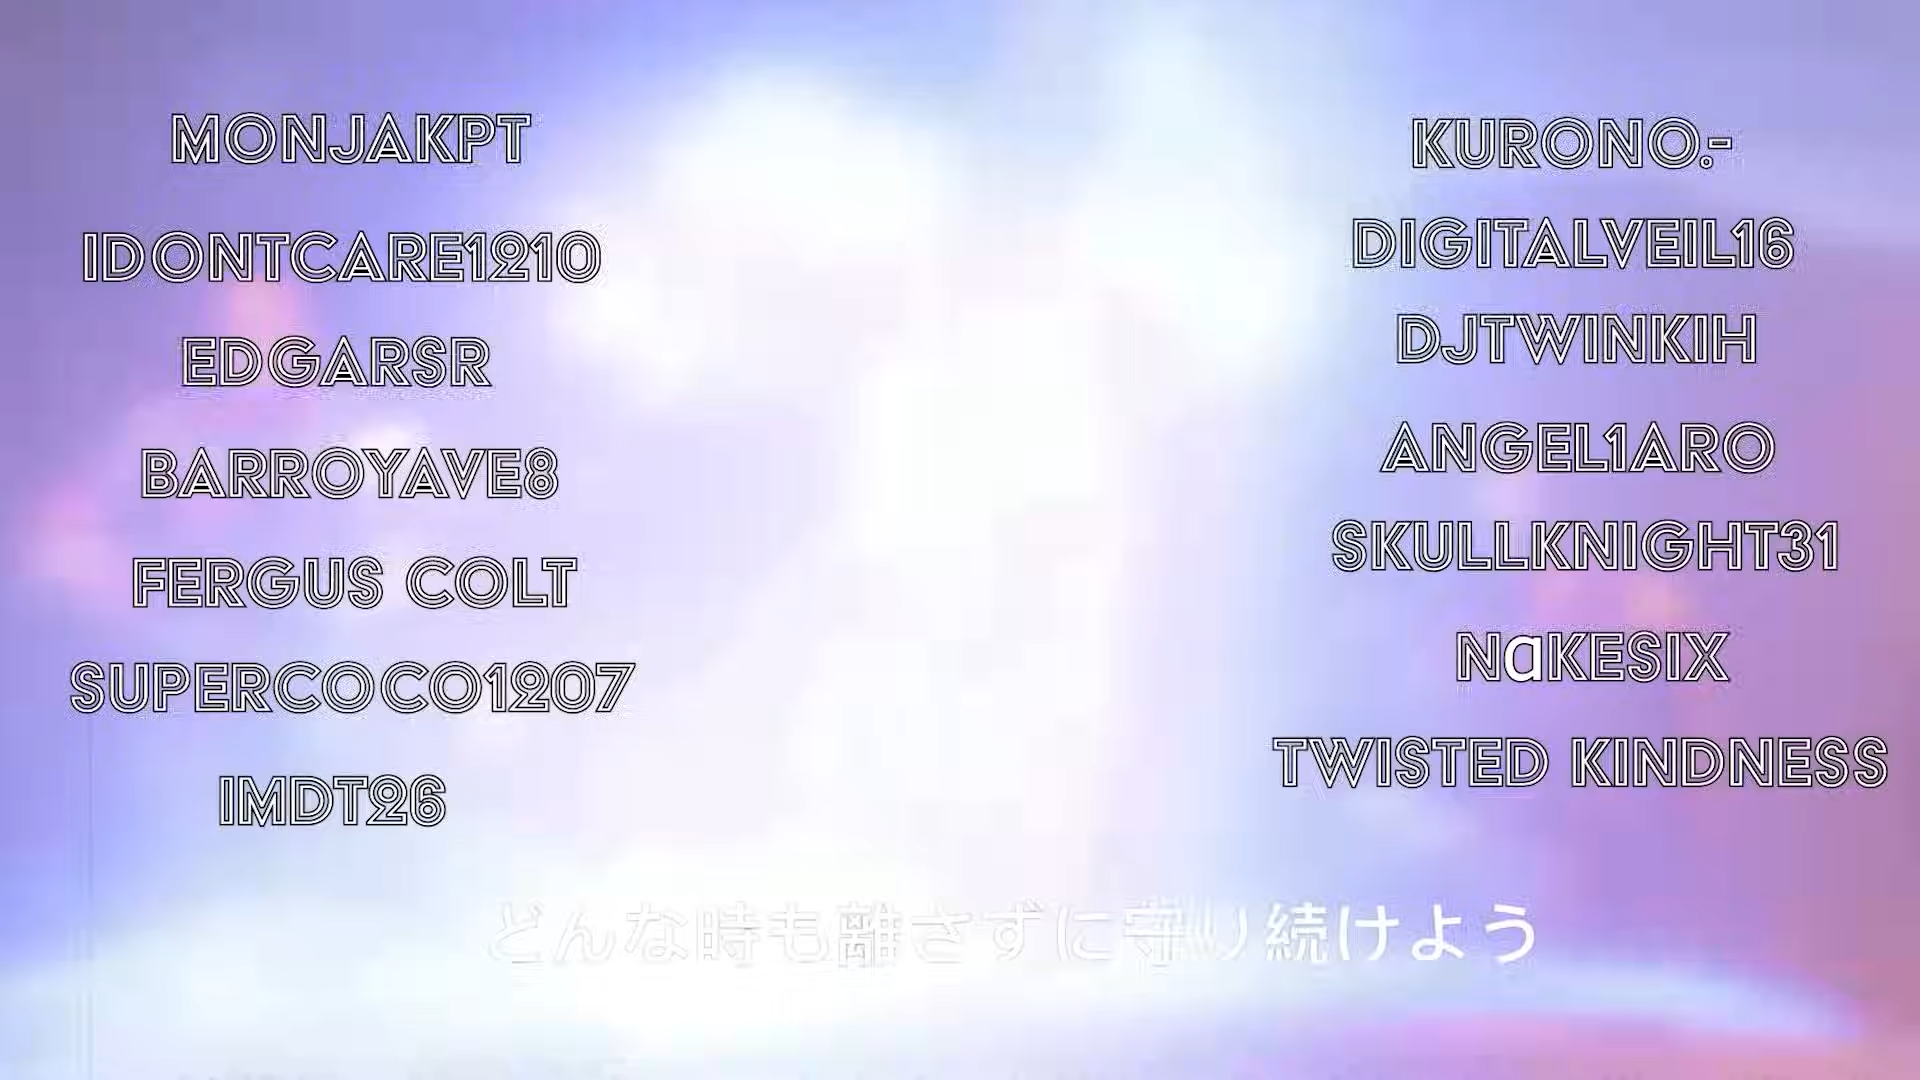 MONJAKPT
IDONTCARE1210
EDGARSR
BARROYAVE8
FERGUS COLT
SUPERCOCO1207
IMDT26
KURONO.-
DIGITALVEIL16
DJTWINKIH
ANGEL1ARO
SKULLKNIGHT31
NɑKESIX
TWISTED KINDNESS
どんな時も離さずに守り続けよう